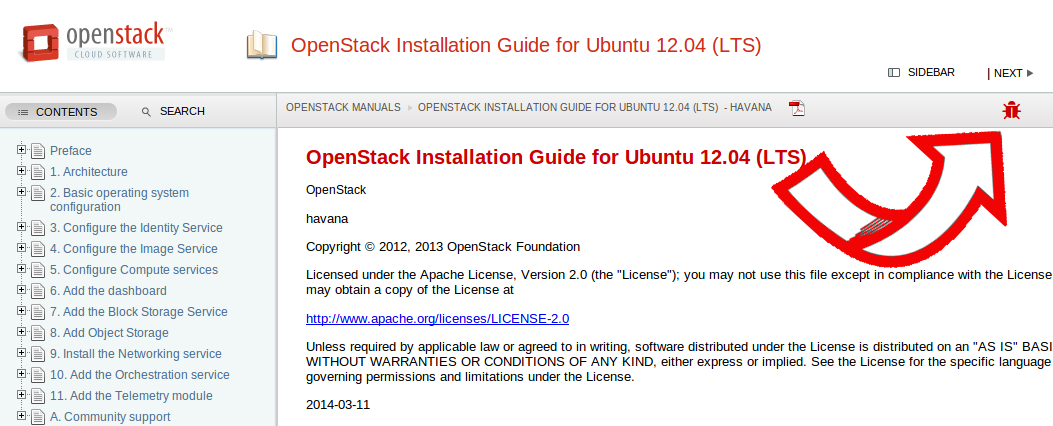 openstack™
CLOUD SOFTWARE
OpenStack Installation Guide for Ubuntu 12.04 (LTS)
SIDEBAR
| NEXT
CONTENTS
SEARCH
OPENSTACK MANUALS
OPENSTACK INSTALLATION GUIDE FOR UBUNTU 12.04 (LTS) - HAVANA
Preface
1. Architecture
2. Basic operating system
configuration
3. Configure the Identity Service
4. Configure the Image Service
5. Configure Compute services
6. Add the dashboard
7. Add the Block Storage Service
8. Add Object Storage
9. Install the Networking service
10. Add the Orchestration service
11. Add the Telemetry module
A. Community support
OpenStack Installation Guide for Ubuntu 12.04 (LTS)
OpenStack
havana
Copyright © 2012, 2013 OpenStack Foundation
Licensed under the Apache License, Version 2.0 (the "License"); you may not use this file except in compliance with the License
may obtain a copy of the License at
http://www.apache.org/licenses/LICENSE-2.0
Unless required by applicable law or agreed to in writing, software distributed under the License is distributed on an "AS IS" BASI
WITHOUT WARRANTIES OR CONDITIONS OF ANY KIND, either express or implied. See the License for the specific language
governing permissions and limitations under the License.
2014-03-11